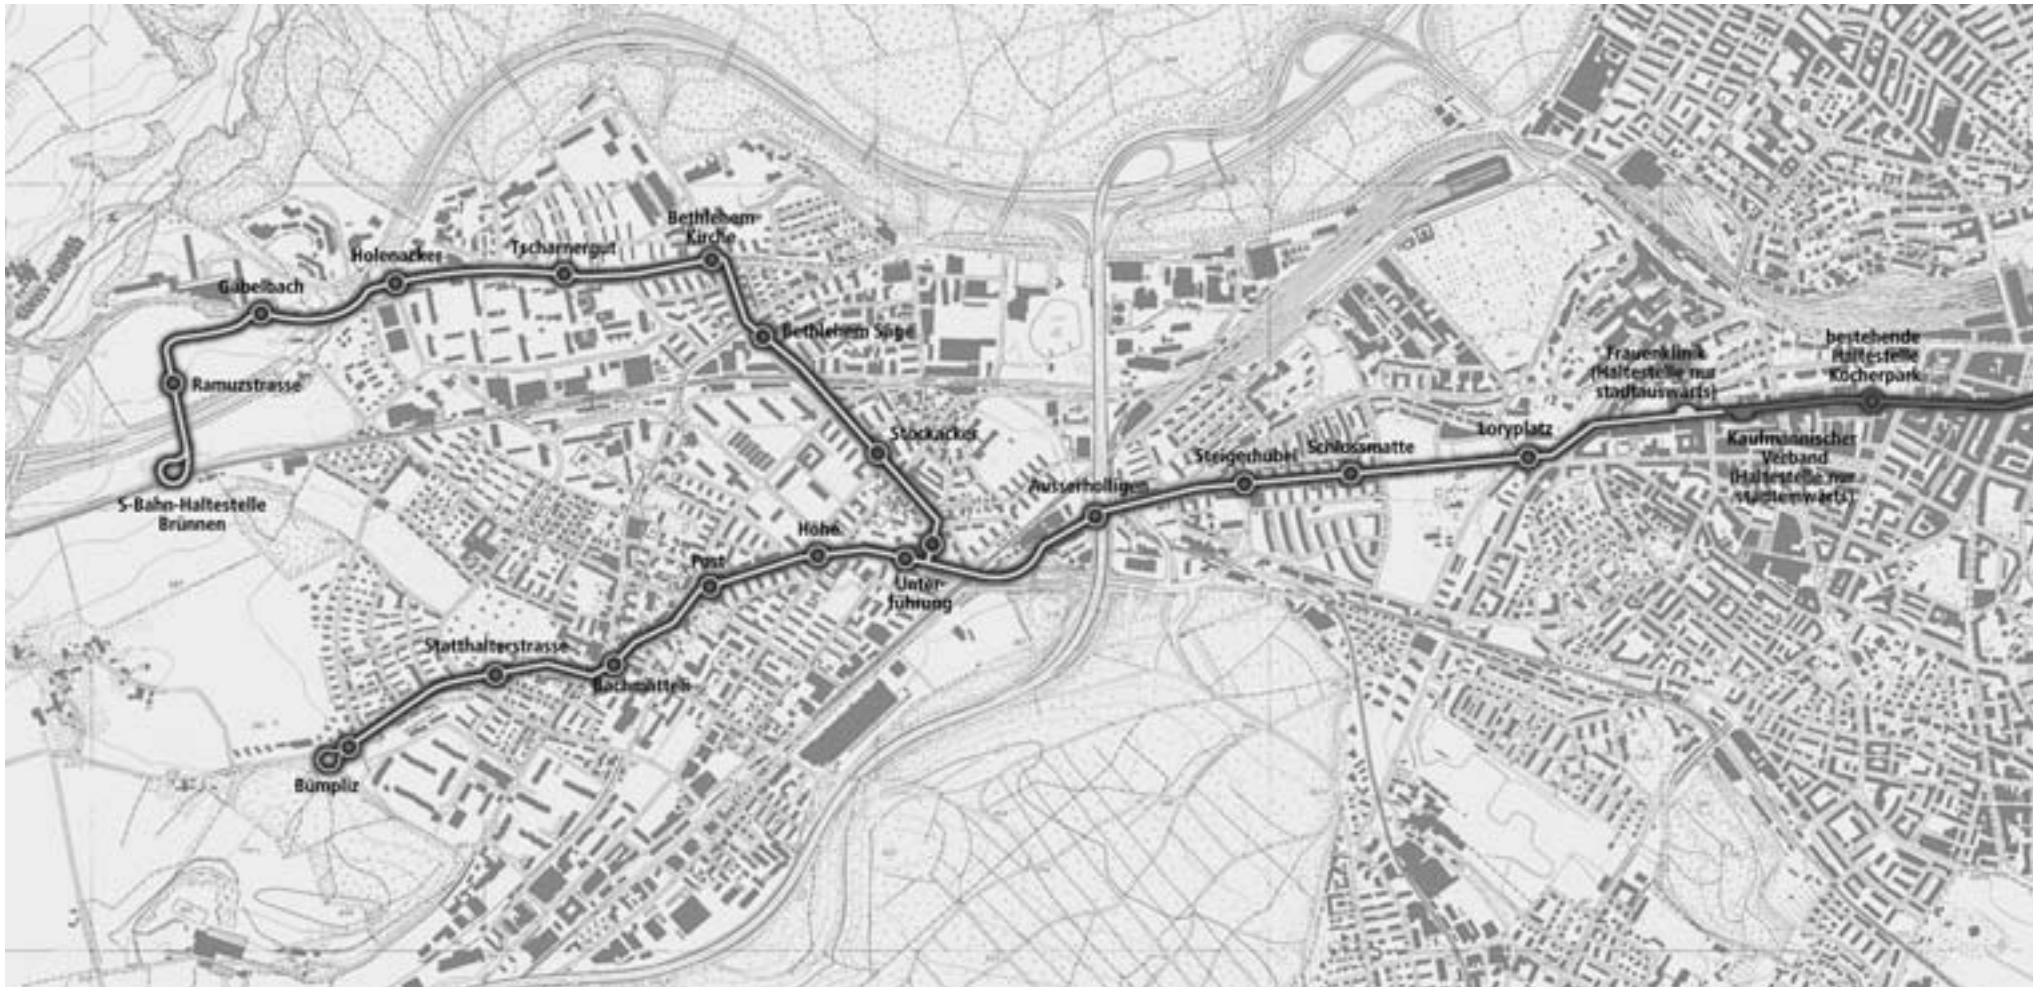 Bethlehem-
Kirche
Tscharnergut
Holenacker
Gäbelbach
Bethlehem Säge
Ramuzstrasse
bestehende
Haltestelle
Kocherpark
Frauenklinik
(Haltestelle nur
stadtauswärts)
Stöckacker
Loryplatz
Schlossmatte
Steigerhubel
Kaufmännischer
Verband
(Haltestelle nur
stadteinwärts)
Ausserholligen
S-Bahn-Haltestelle
Brünnen
Höhe
Post
Unter-
führung
Statthalterstrasse
Bachmätteli
Bümpliz